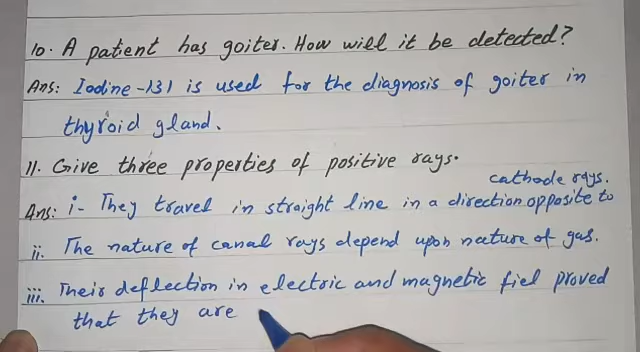 10. A patient has goiter. How will it be detected?
Ans: Iodine-131 is used for the diagnosis of goiter in
thyroid gland.
11. Give three properties of positive rays.
cathode rays.
Ans: i- They travel in straight line in a direction opposite to
ii. The nature of canal rays depend upon nature of gas.
iii. Their deflection in electric and magnetic fiel proved
that they are